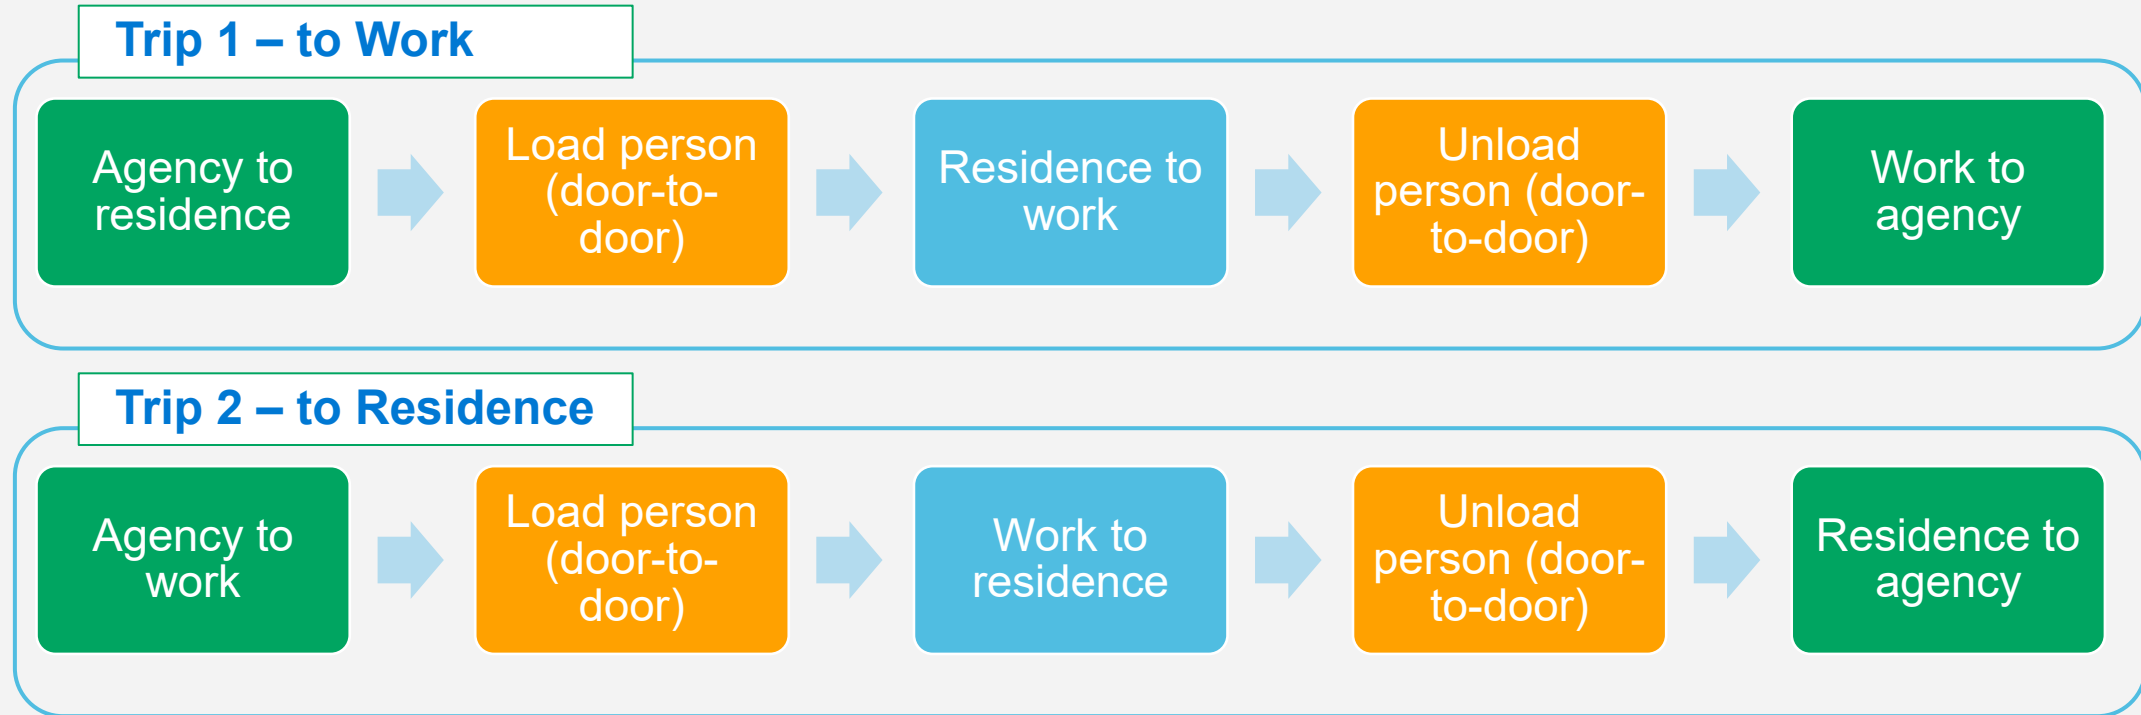 Trip 1 – to Work
Agency to
residence
Load person
(door-to-
door)
Residence to
work
Unload
person (door-
to-door)
Work to
agency
Trip 2 – to Residence
Agency to
work
Load person
(door-to-
door)
Work to
residence
Unload
person (door-
to-door)
Residence to
agency